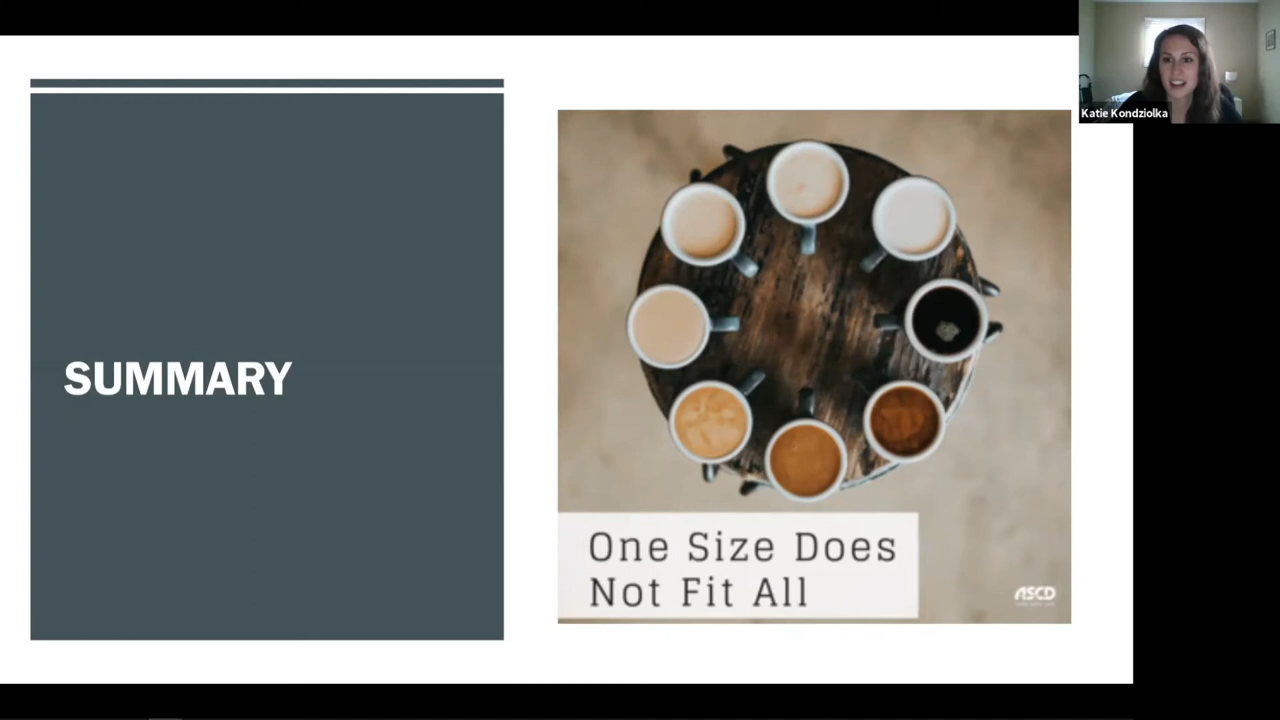 Katie Kondziolka
SUMMARY
One Size Does
Not Fit All
ASCD